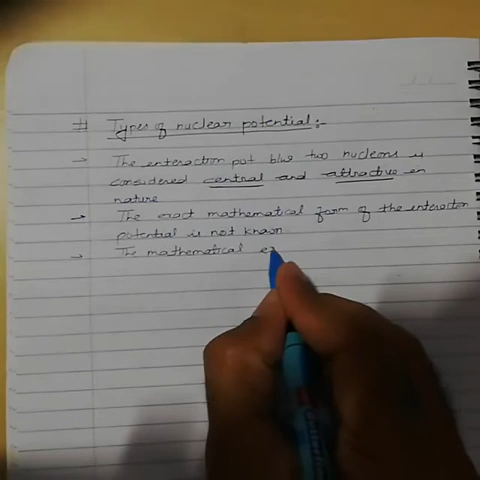 # Types of nuclear potential :-
→ The interaction pot b/w two nucleons is
considered central and attractive in
nature
→ The exact mathematical form of the interaction
potential is not known
→ The mathematical ex